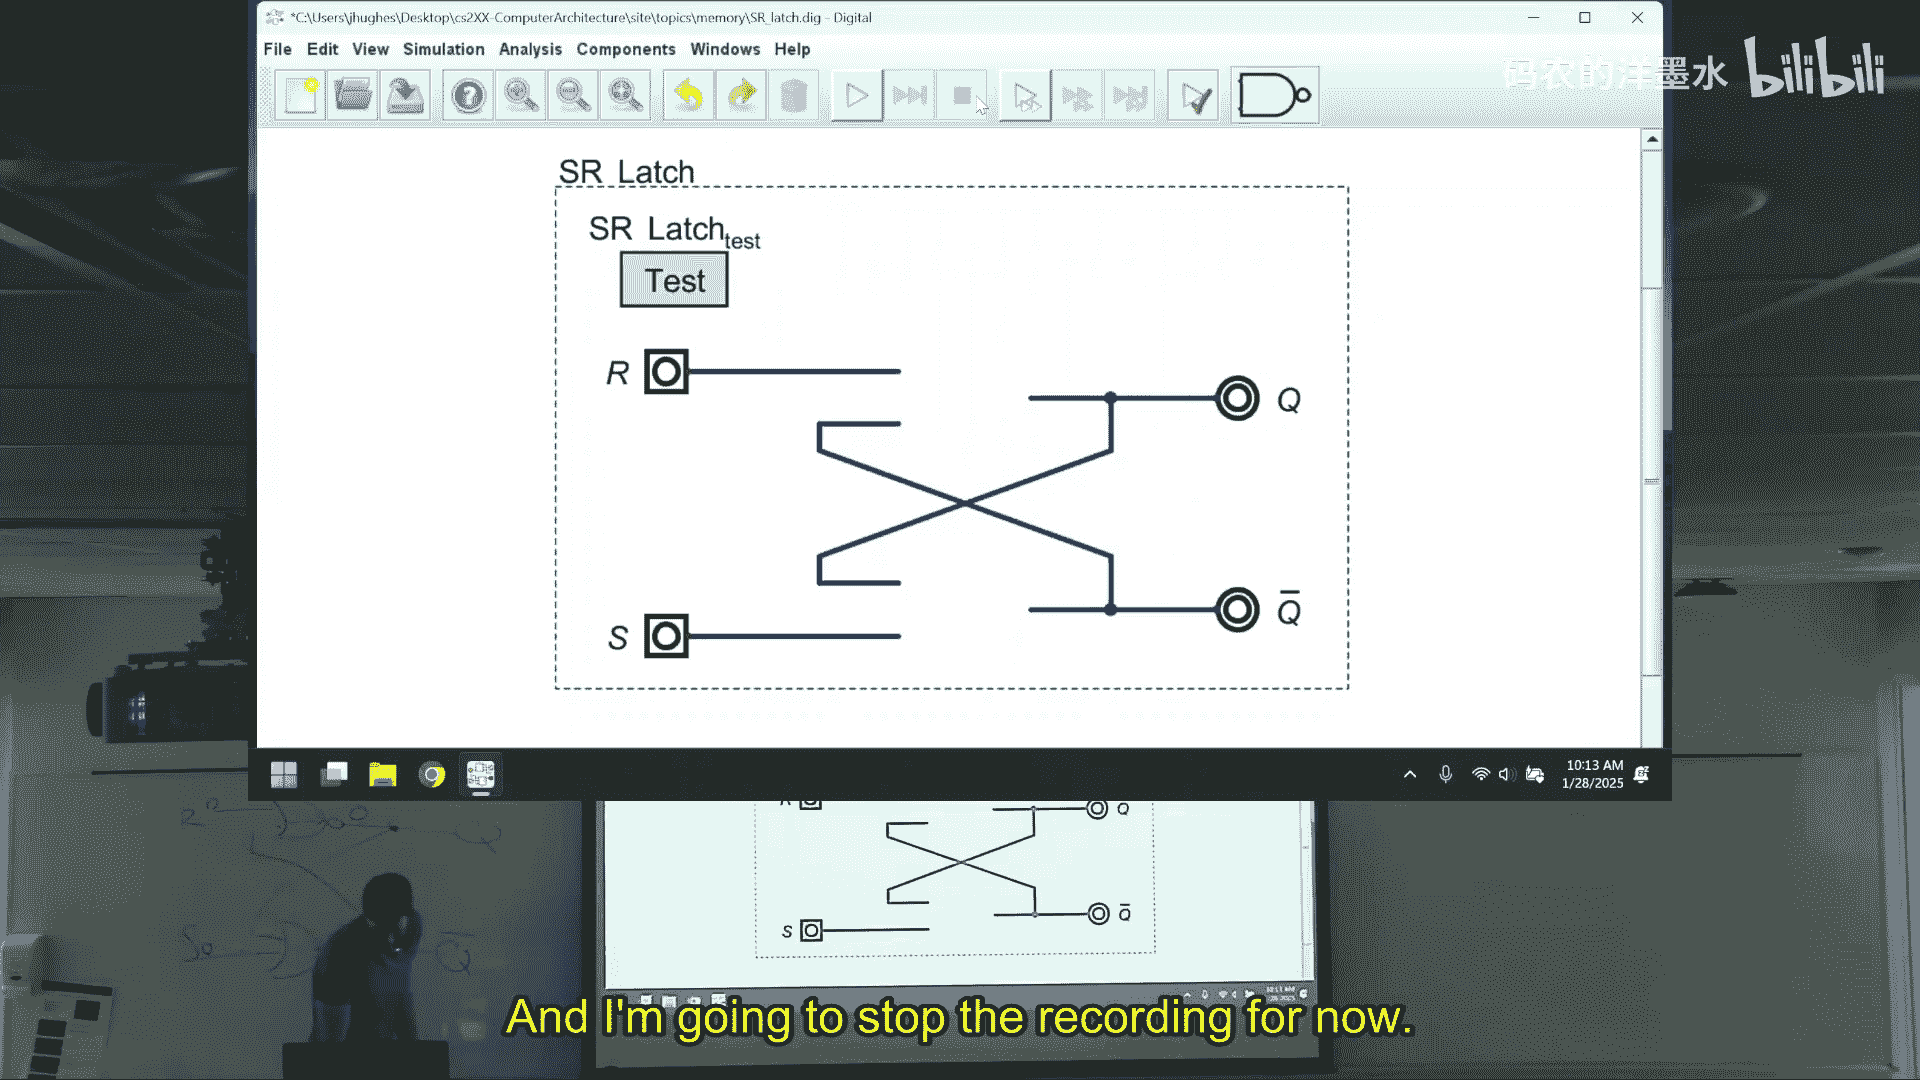 *C:\Users\jhughes\Desktop\cs2XX-ComputerArchitecture\site\topics\memory\SR_latch.dig - Digital
File Edit View Simulation Analysis Components Windows Help
码农的洋墨水 bilibili
SR Latch
SR Latch test
Test
R
Q
S
Q̅
10:13 AM
1/28/2025
R
Q
R
Q
S
Q̅
S
Q̅
And I'm going to stop the recording for now.